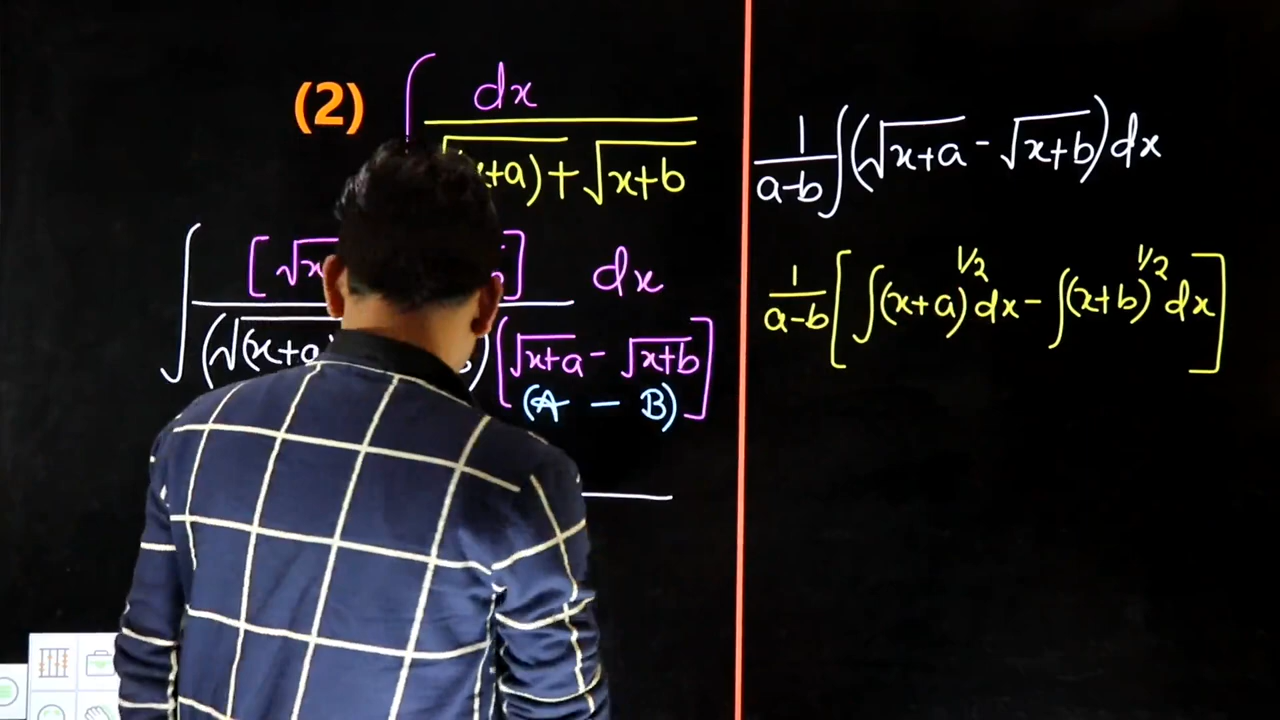 (2) ∫ dx
√(x+a) + √x+b
∫ [√x ] dx
(√(x+a) ) [√x+a - √x+b]
(A - B)
1/a-b ∫(√x+a - √x+b)dx
1/a-b [∫(x+a)^1/2 dx - ∫(x+b)^1/2 dx]